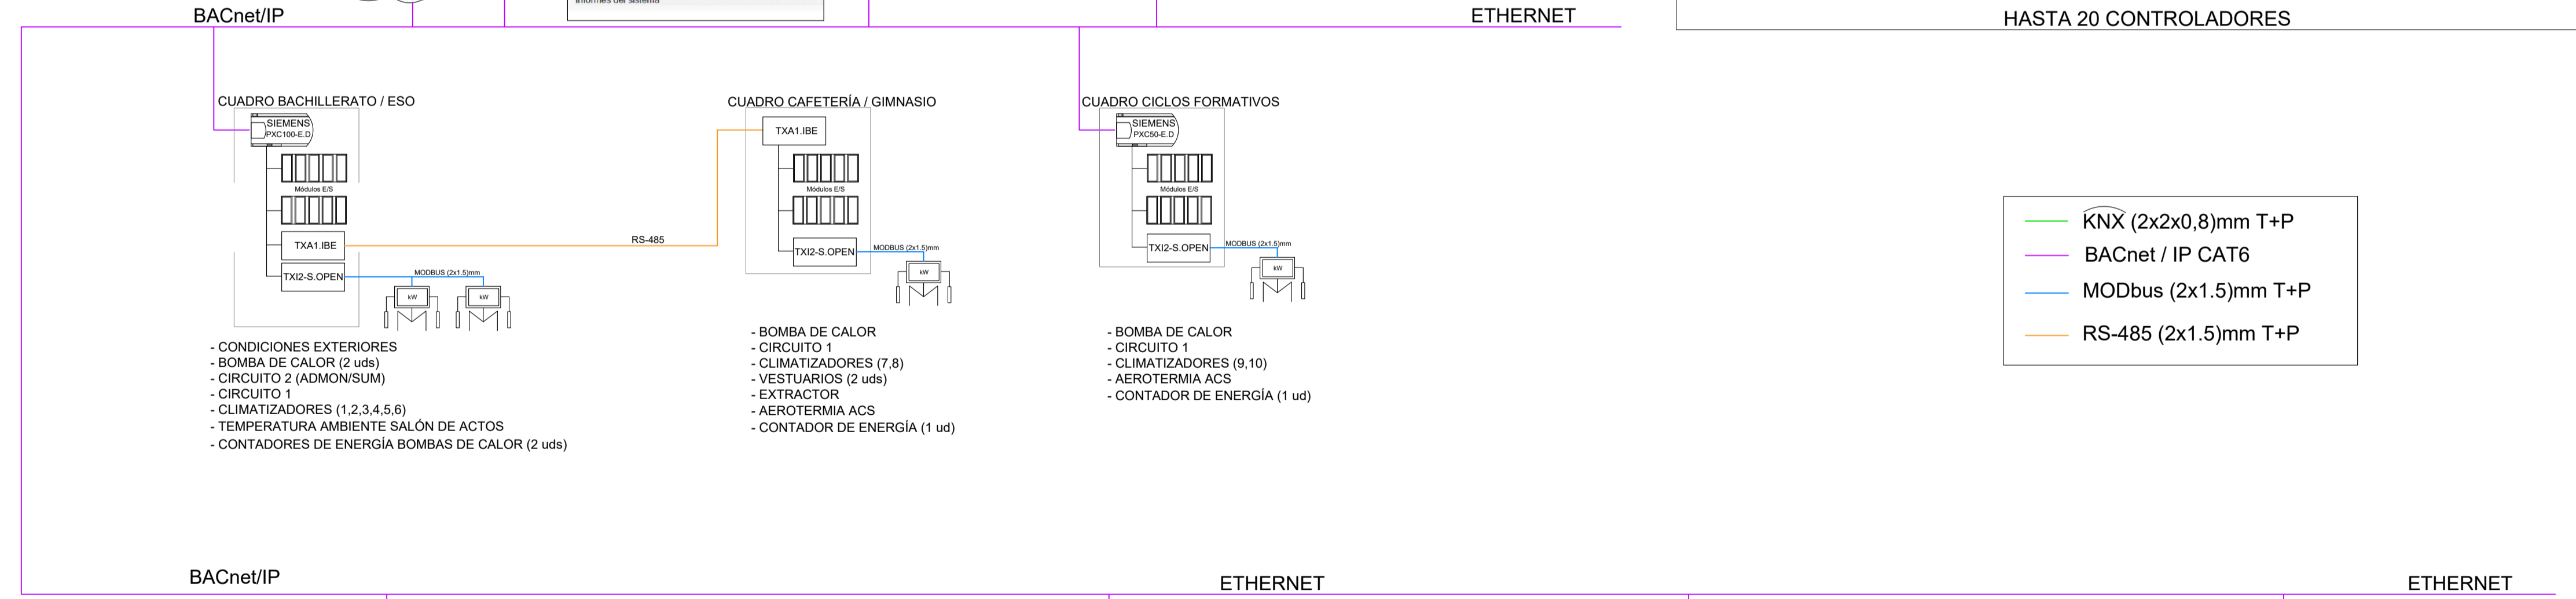 Informes del sistema
BACnet/IP
ETHERNET
HASTA 20 CONTROLADORES
CUADRO BACHILLERATO / ESO
SIEMENS
PXC100-E.D
Módulos E/S
TXA1.IBE
TXI2-S.OPEN
RS-485
MODBUS (2x1.5)mm
kW
kW
- CONDICIONES EXTERIORES
- BOMBA DE CALOR (2 uds)
- CIRCUITO 2 (ADMON/SUM)
- CIRCUITO 1
- CLIMATIZADORES (1,2,3,4,5,6)
- TEMPERATURA AMBIENTE SALÓN DE ACTOS
- CONTADORES DE ENERGÍA BOMBAS DE CALOR (2 uds)
CUADRO CAFETERÍA / GIMNASIO
TXA1.IBE
Módulos E/S
TXI2-S.OPEN
MODBUS (2x1.5)mm
kW
- BOMBA DE CALOR
- CIRCUITO 1
- CLIMATIZADORES (7,8)
- VESTUARIOS (2 uds)
- EXTRACTOR
- AEROTERMIA ACS
- CONTADOR DE ENERGÍA (1 ud)
CUADRO CICLOS FORMATIVOS
SIEMENS
PXC50-E.D
Módulos E/S
TXI2-S.OPEN
MODBUS (2x1.5)mm
kW
- BOMBA DE CALOR
- CIRCUITO 1
- CLIMATIZADORES (9,10)
- AEROTERMIA ACS
- CONTADOR DE ENERGÍA (1 ud)
KNX (2x2x0,8)mm T+P
BACnet / IP CAT6
MODbus (2x1.5)mm T+P
RS-485 (2x1.5)mm T+P
BACnet/IP
ETHERNET
ETHERNET